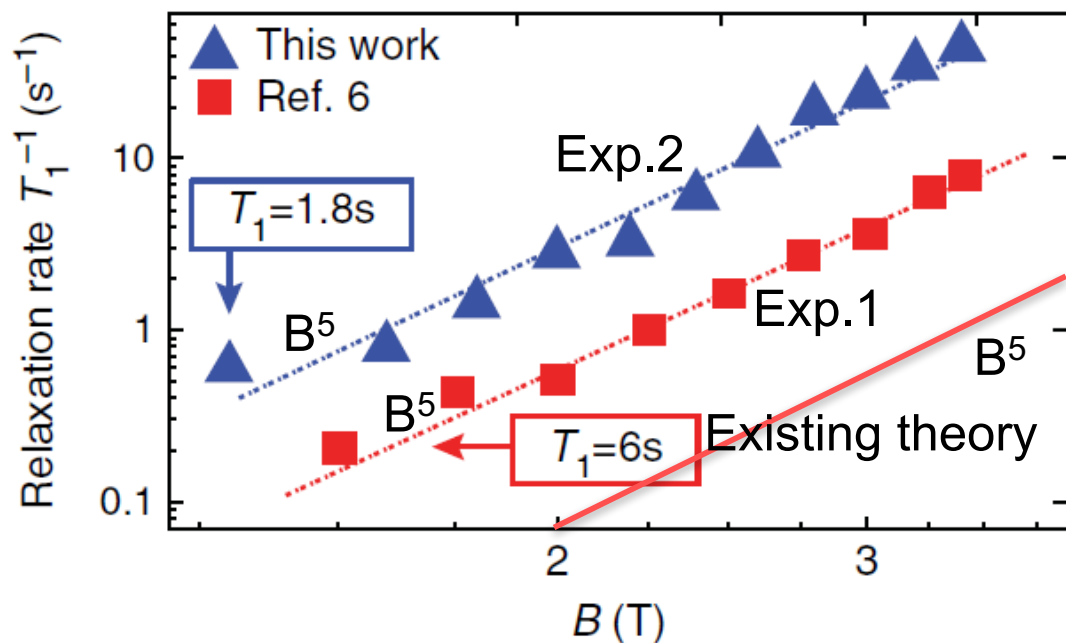 Relaxation rate T₁⁻¹ (s⁻¹)
This work
Ref. 6
10
1
0.1
Exp.2
T₁=1.8s
B⁵
Exp.1
B⁵
B⁵
Existing theory
T₁=6s
2
3
B (T)